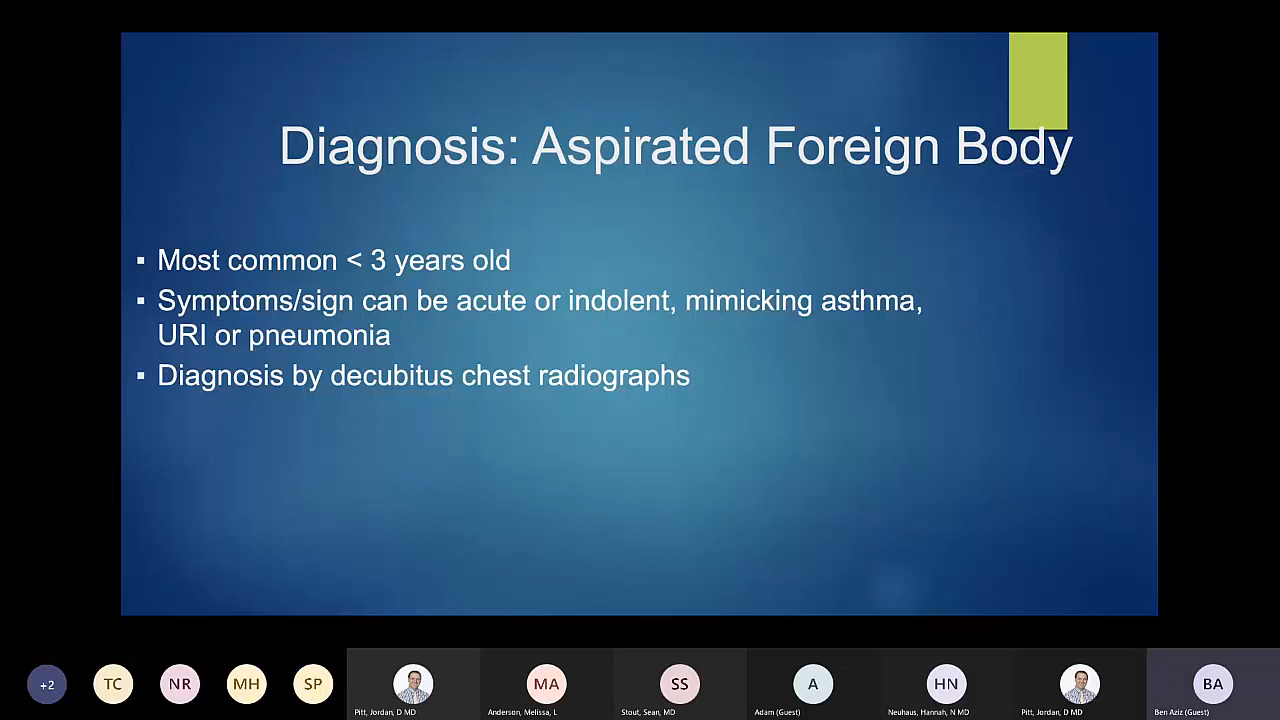 Diagnosis: Aspirated Foreign Body
▪ Most common < 3 years old
▪ Symptoms/sign can be acute or indolent, mimicking asthma,
URI or pneumonia
▪ Diagnosis by decubitus chest radiographs
+2 TC NR MH SP MA SS A HN BA
Pitt, Jordan, D MD Anderson, Melissa, L Stout, Sean, MD Adam (Guest) Neuhaus, Hannah, N MD Pitt, Jordan, D MD Ben Aziz (Guest)